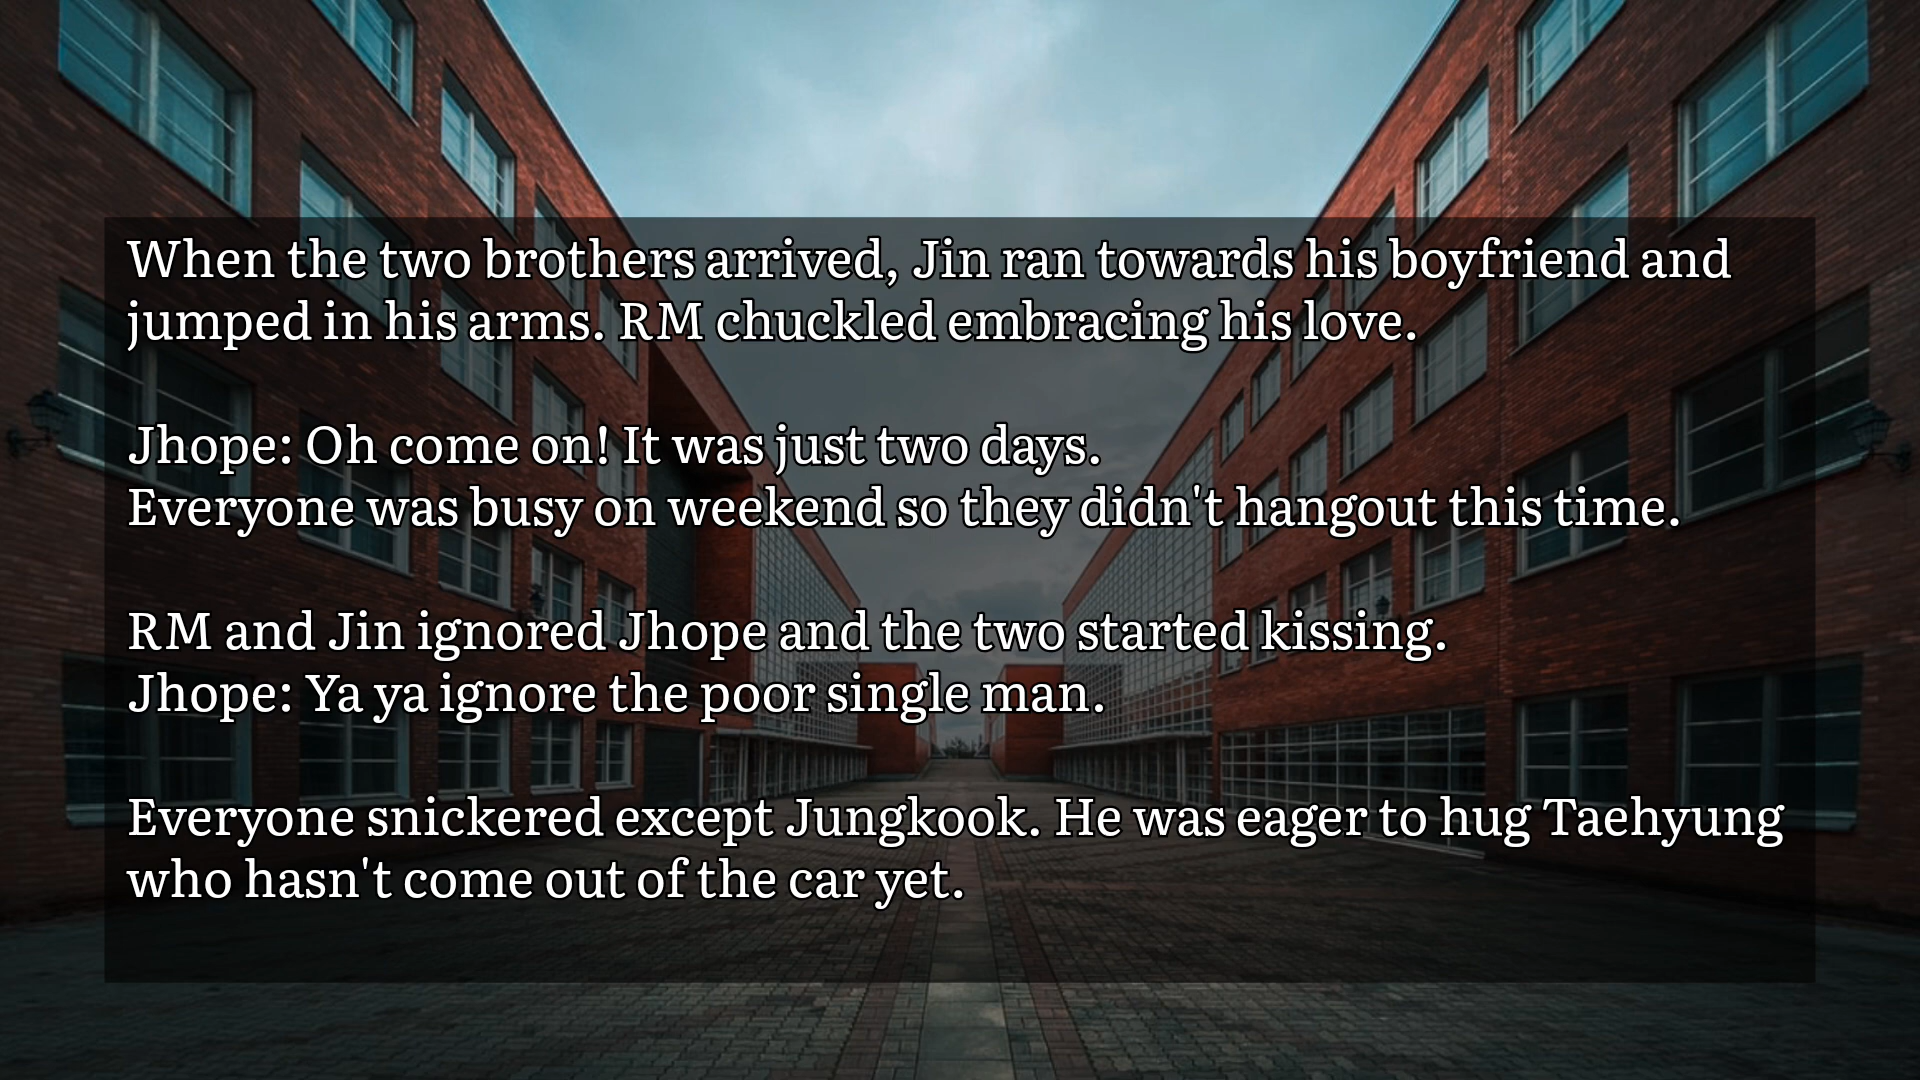 When the two brothers arrived, Jin ran towards his boyfriend and
jumped in his arms. RM chuckled embracing his love.
Jhope: Oh come on! It was just two days.
Everyone was busy on weekend so they didn't hangout this time.
RM and Jin ignored Jhope and the two started kissing.
Jhope: Ya ya ignore the poor single man.
Everyone snickered except Jungkook. He was eager to hug Taehyung
who hasn't come out of the car yet.